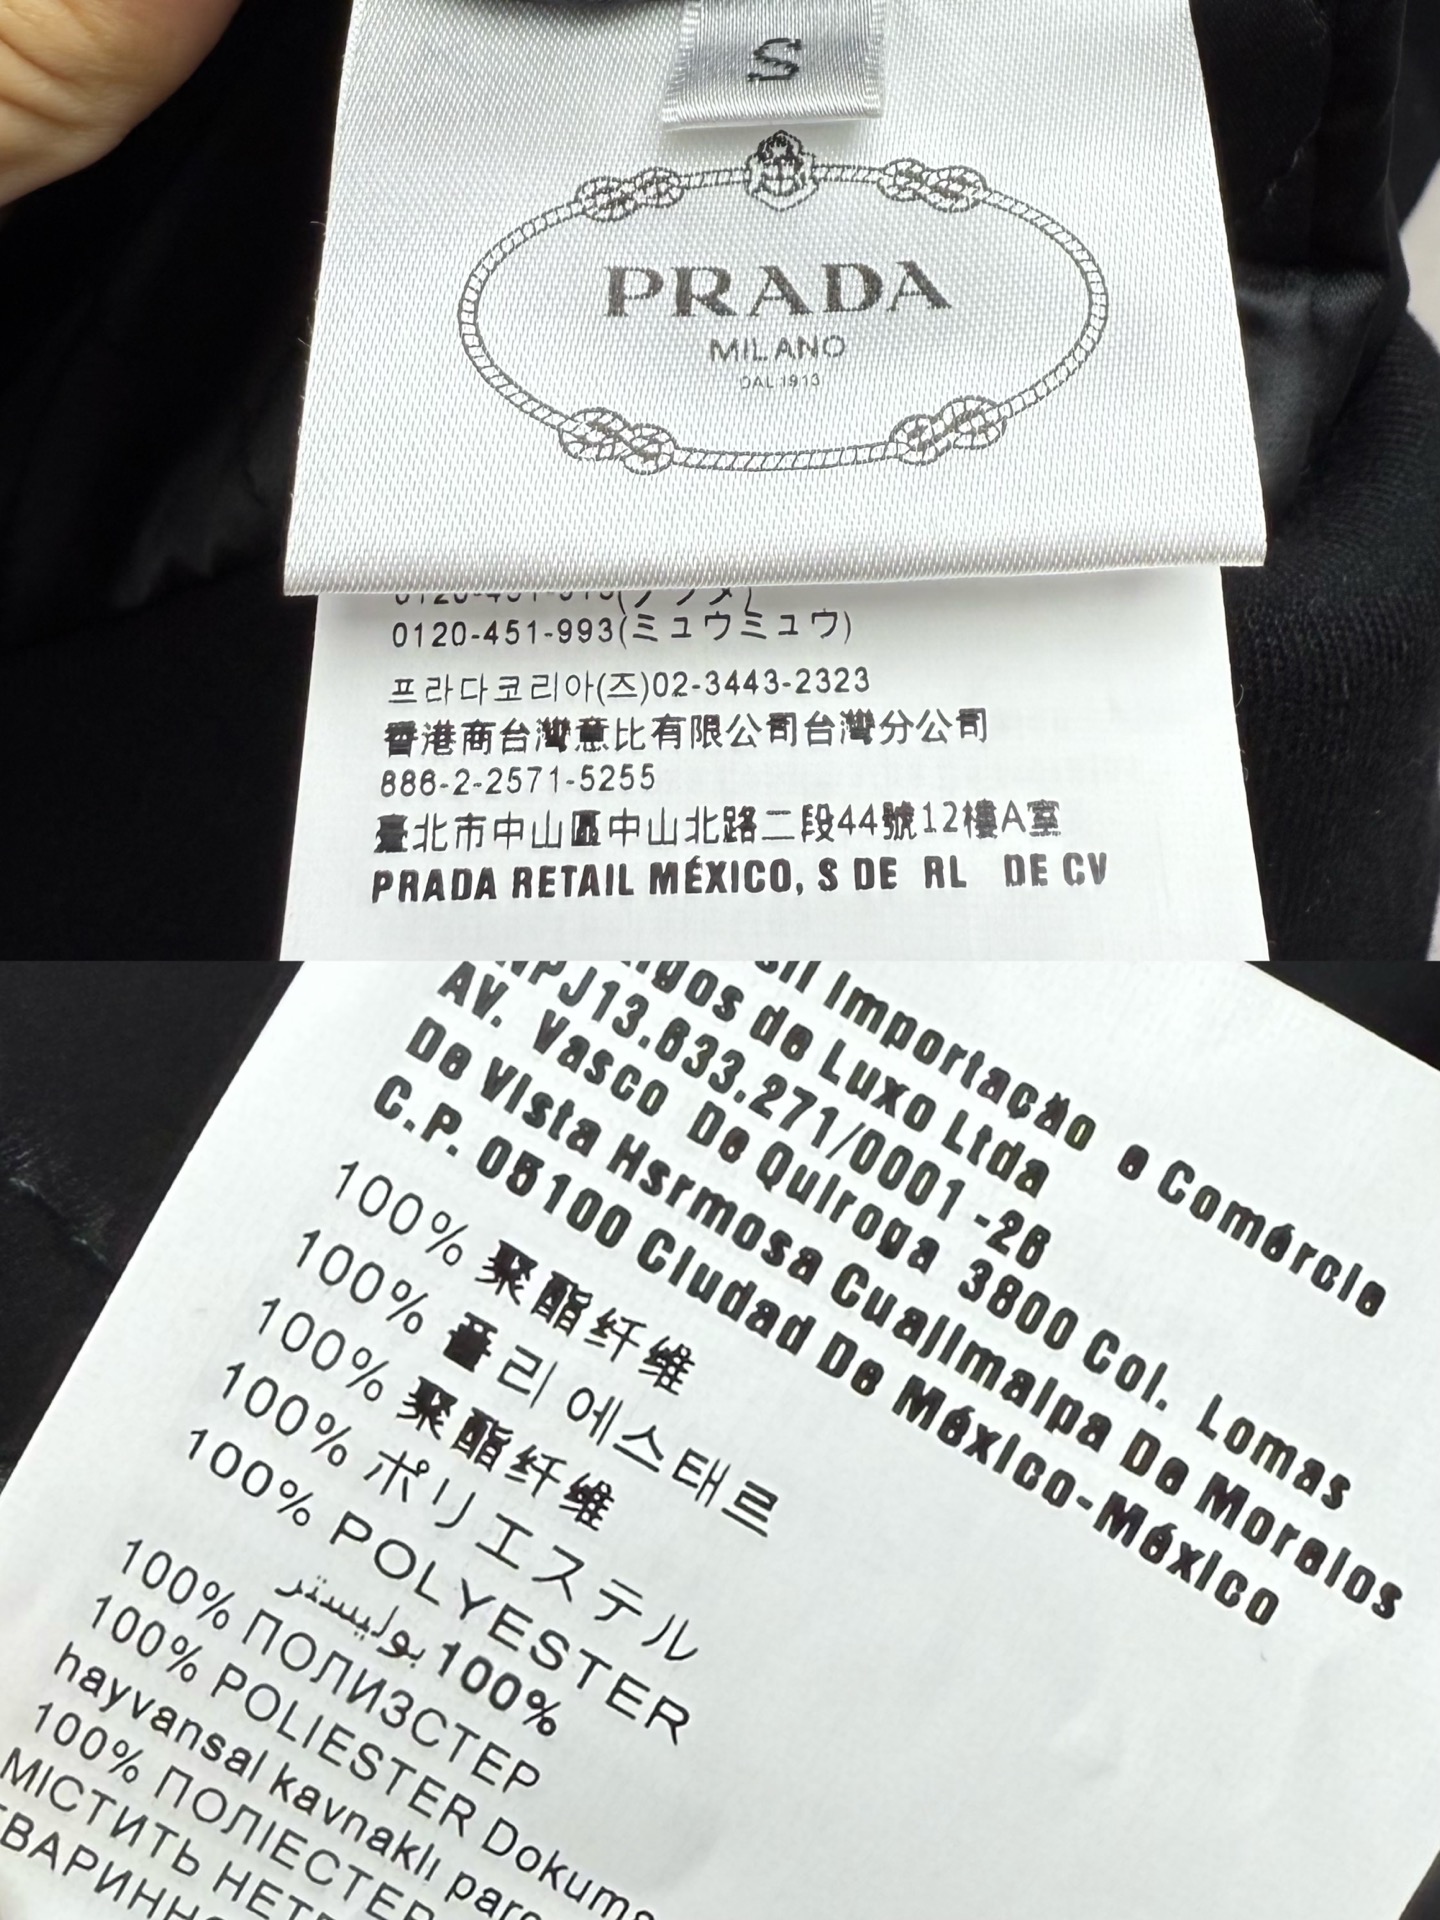 S
PRADA
MILANO
DAL 1913
0120-451-993(ミュウミュウ)
프라다코리아(즈)02-3443-2323
香港商台灣意比有限公司台灣分公司
886-2-2571-5255
臺北市中山區中山北路二段44號12樓A室
PRADA RETAIL MÉXICO, S DE RL DE CV
Importação e Comércio
de Luxo Ltda
13.633.271/0001-26
AV. Vasco De Quiroga 3800 Col. Lomas
De Vista Hsrmosa Cuajimalpa De Morelos
C.P. 05100 Ciudad De México-México
100% 聚酯纤维
100% 폴리에스테르
100% 聚酯纤维
100% ポリエステル
100% POLYESTER
100% بوليستر
100% ПОЛИЗСТЕР
100% POLIESTER Dokuma
hayvansal kavnaklı
100% ПОЛІЕСТЕР
МІСТИТЬ